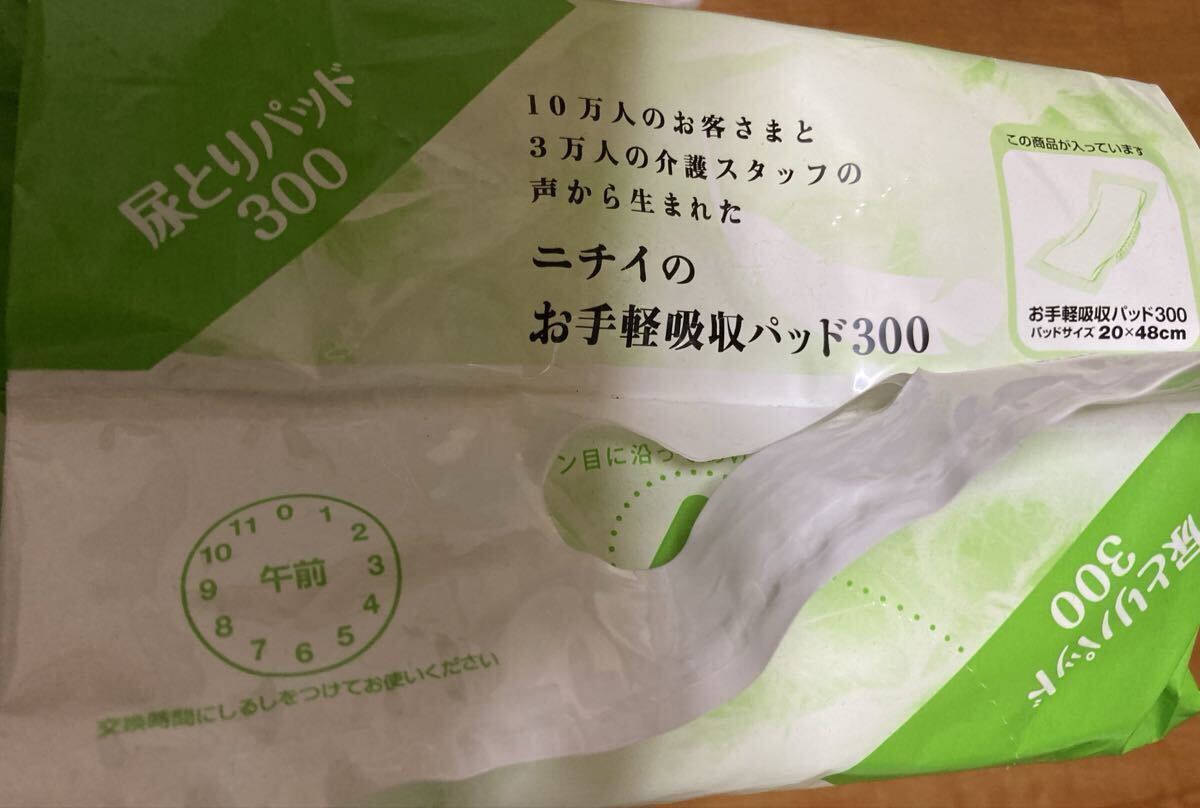 尿とりパッド
300
10万人のお客さまと
3万人の介護スタッフの
声から生まれた
ニチイの
お手軽吸収パッド300
この商品が入っています
お手軽吸収パッド300
パッドサイズ 20×48cm
ン目に沿っ
0
1
2
3
4
5
6
7
8
9
10
11
午前
交換時間にしるしをつけてお使いください
尿とりパッド
300